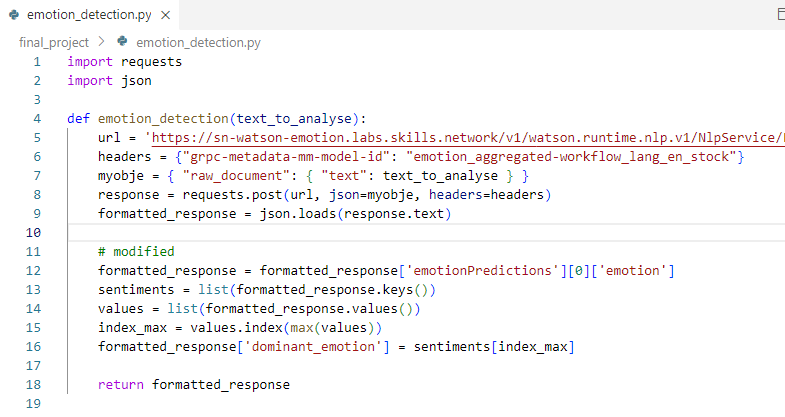 emotion_detection.py ×
final_project > emotion_detection.py
1 import requests
2 import json
3
4 def emotion_detection(text_to_analyse):
5     url = 'https://sn-watson-emotion.labs.skills.network/v1/watson.runtime.nlp.v1/NlpService/
6     headers = {"grpc-metadata-mm-model-id": "emotion_aggregated-workflow_lang_en_stock"}
7     myobje = { "raw_document": { "text": text_to_analyse } }
8     response = requests.post(url, json=myobje, headers=headers)
9     formatted_response = json.loads(response.text)
10
11     # modified
12     formatted_response = formatted_response['emotionPredictions'][0]['emotion']
13     sentiments = list(formatted_response.keys())
14     values = list(formatted_response.values())
15     index_max = values.index(max(values))
16     formatted_response['dominant_emotion'] = sentiments[index_max]
17
18     return formatted_response
19